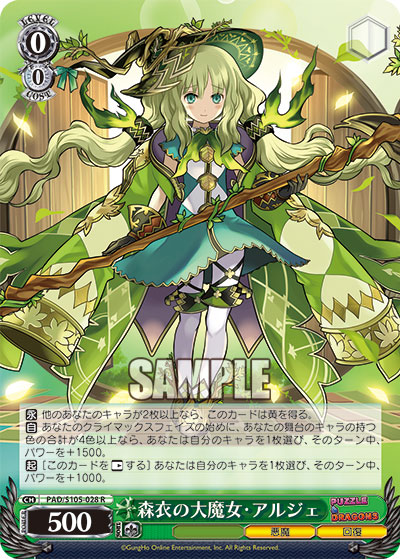 LEVEL
0
0
COST
SAMPLE
永 他のあなたのキャラが2枚以上なら、このカードは黄を得る。
自 あなたのクライマックスフェイズの始めに、あなたの舞台のキャラの持つ
色の合計が4色以上なら、あなたは自分のキャラを1枚選び、そのターン中、
パワーを+1500。
起 [このカードを する] あなたは自分のキャラを1枚選び、そのターン中、
パワーを+1000。
CH PAD/S105-028 R
POWER
500
森衣の大魔女・アルジェ
PUZZLE & DRAGONS
悪魔
回復
©GungHo Online Entertainment, Inc. All Rights Reserved.